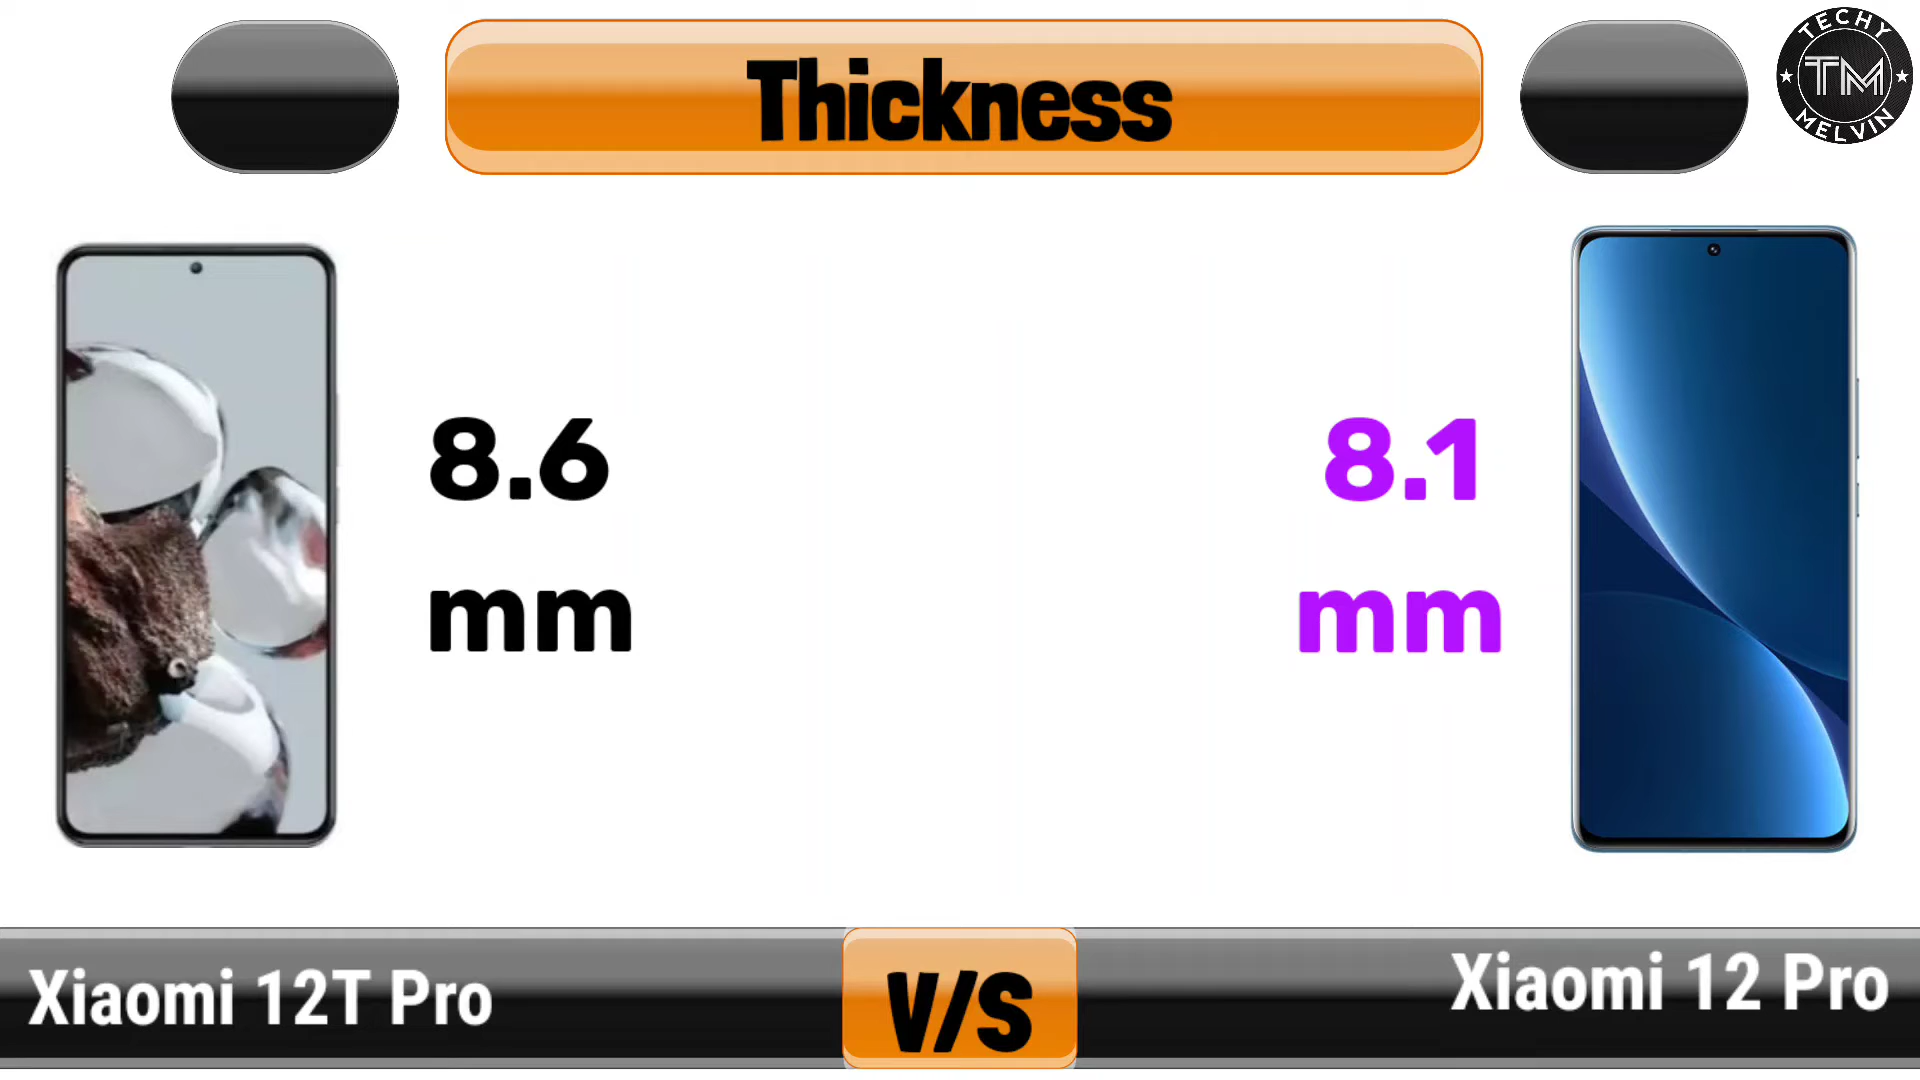 Thickness
TECHY
TM
MELVIN
8.6
mm
8.1
mm
Xiaomi 12T Pro
V/S
Xiaomi 12 Pro